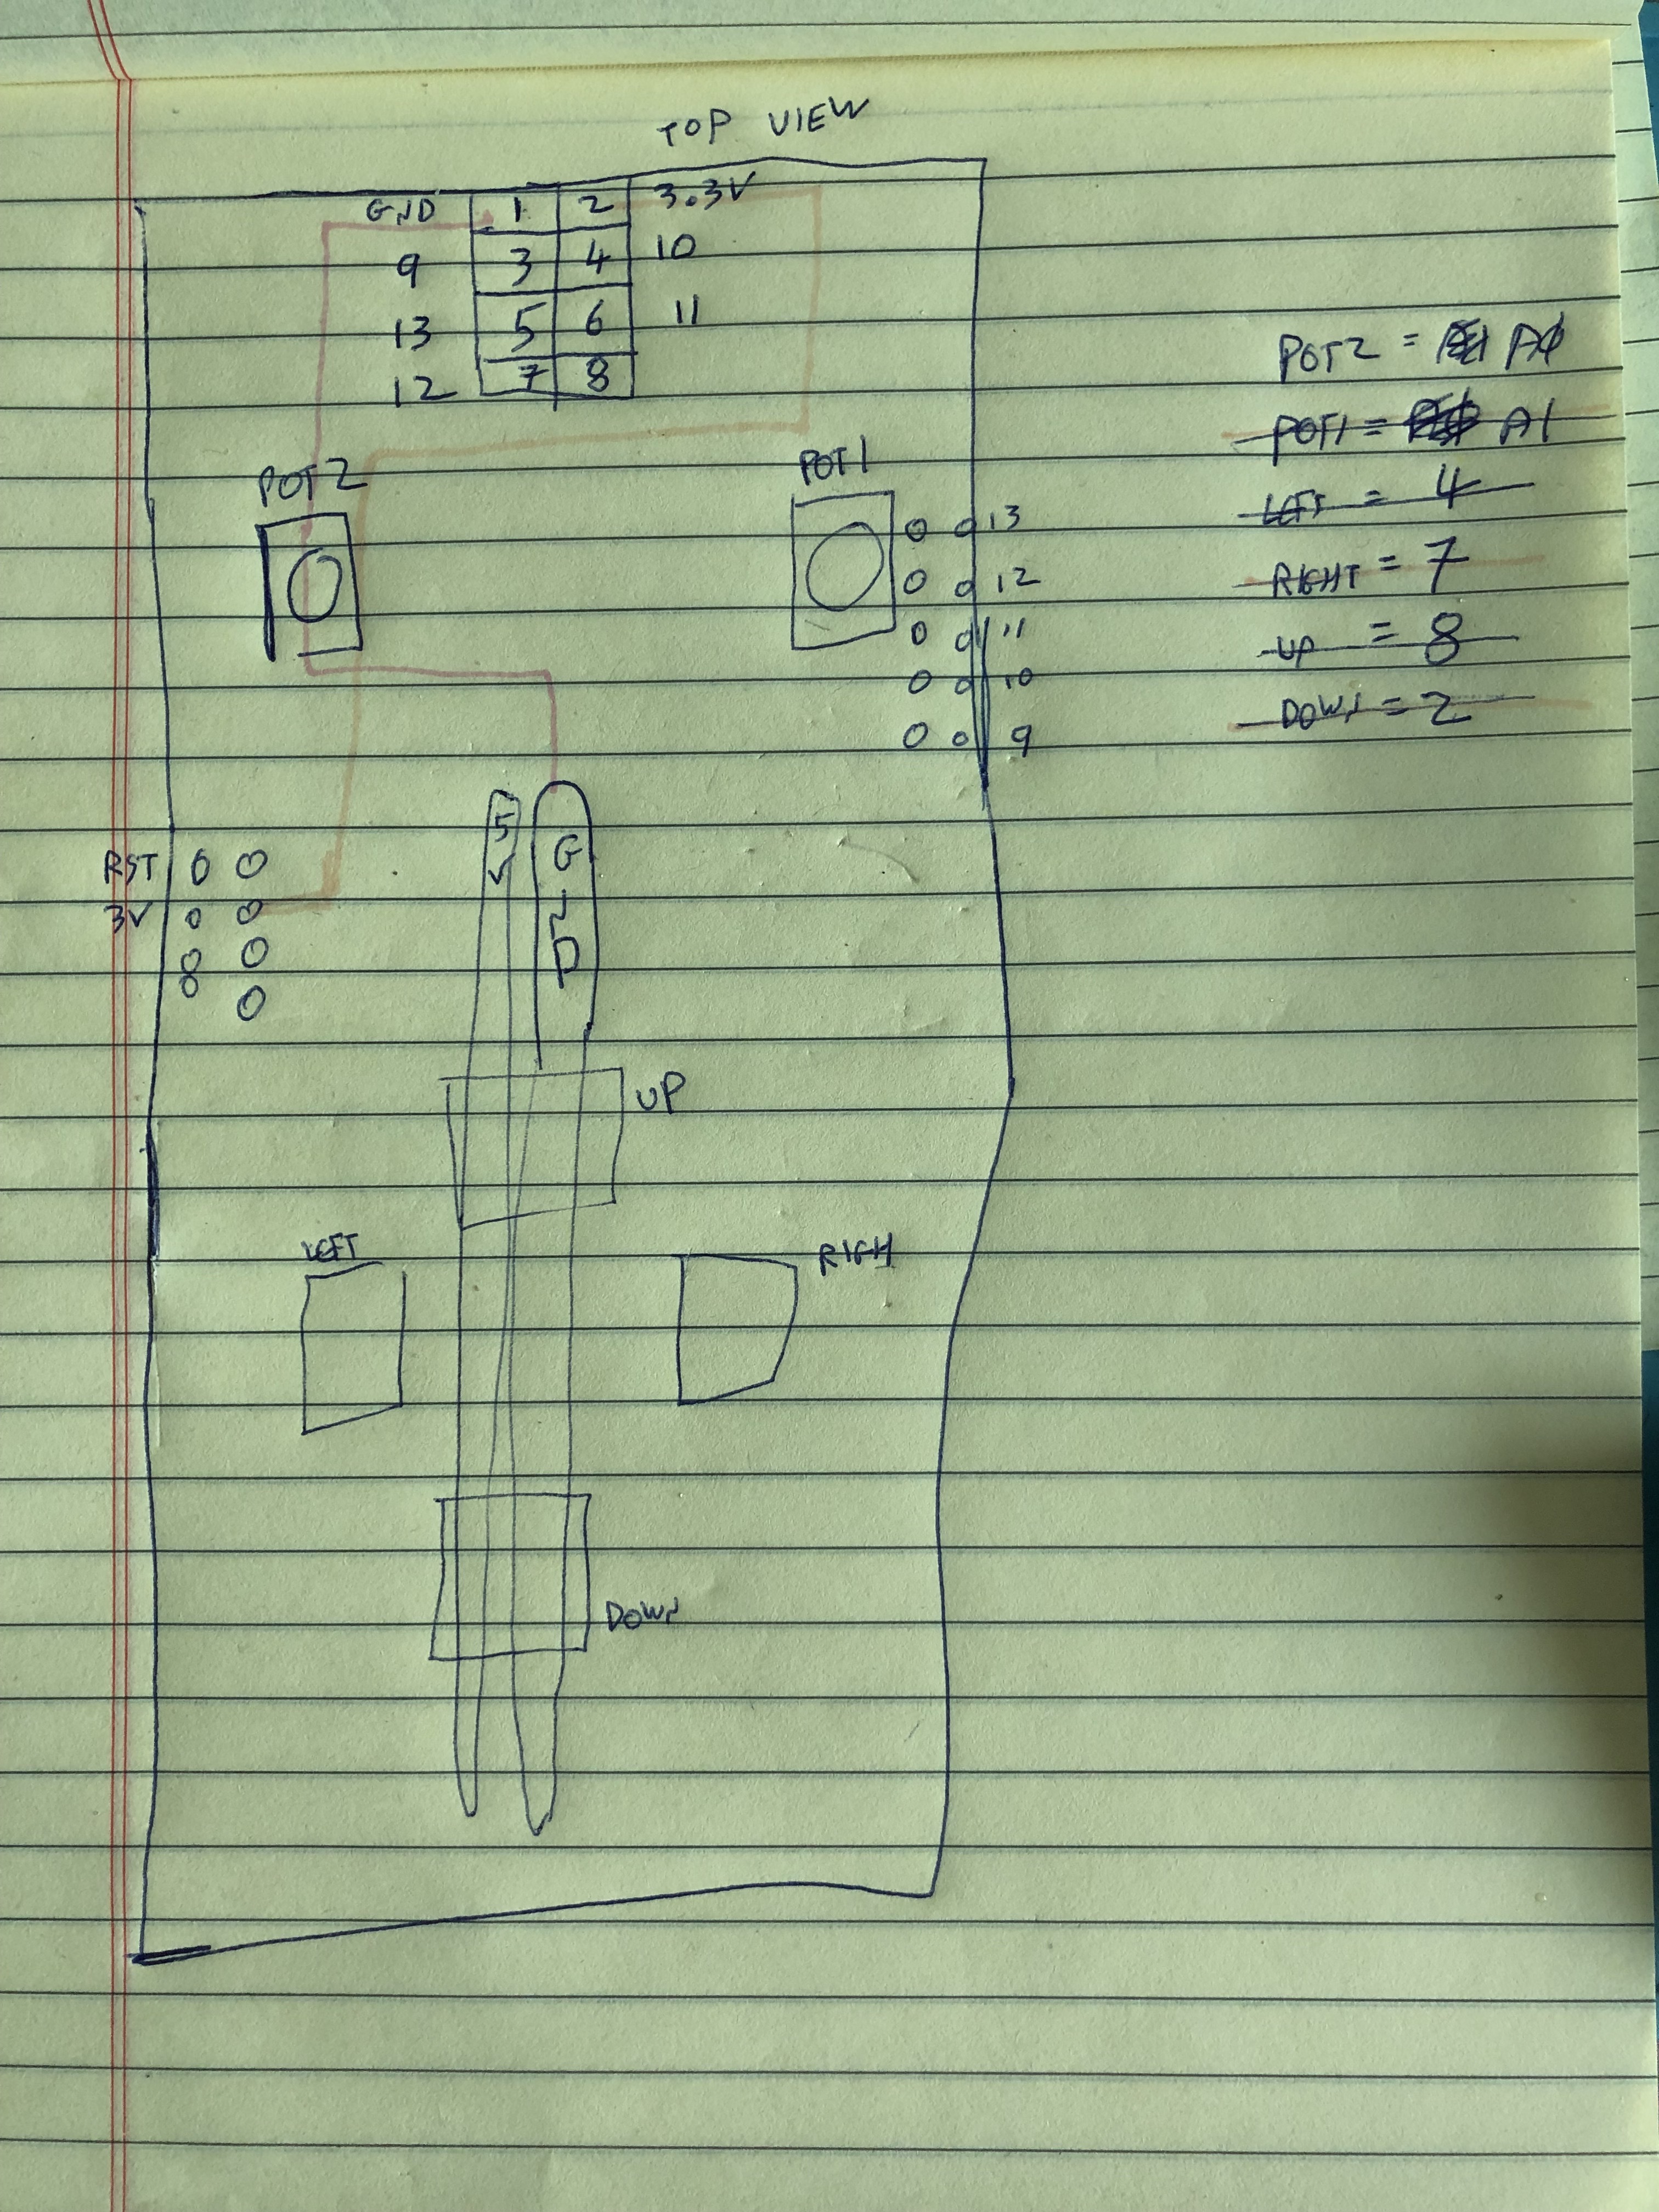 TOP VIEW
GND 1 2 3.3V
9 3 4 10
13 5 6 11
12 7 8
POT2 = A0
POT1 = A1
LEFT = 4
RIGHT = 7
UP = 8
DOWN = 2
POT2
POT1
13
12
11
10
9
5V
GND
RST
3V
UP
LEFT
RIGH
DOWN